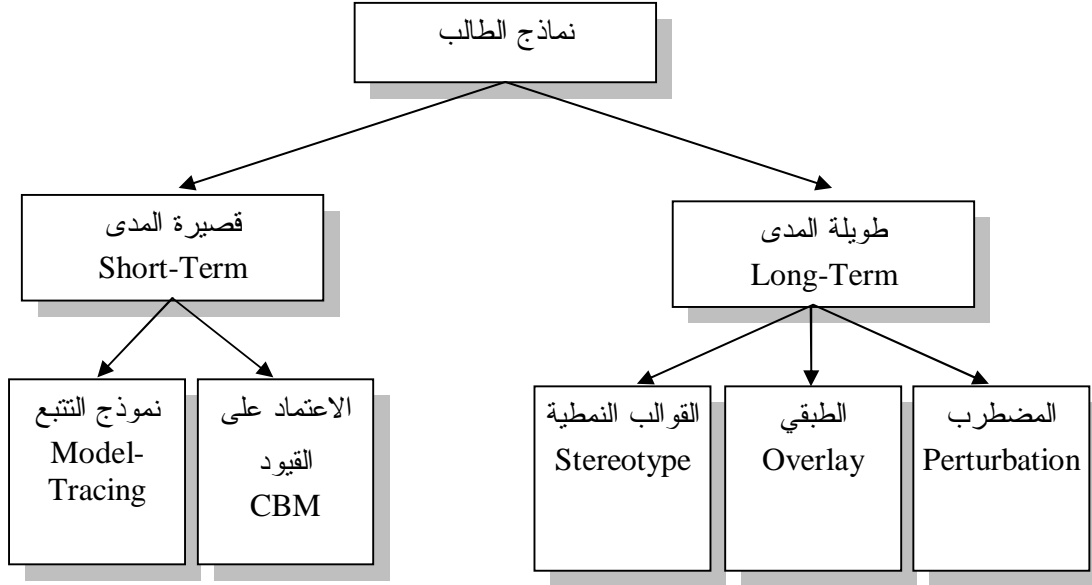 نماذج الطالب
طويلة المدى
Long-Term
قصيرة المدى
Short-Term
المضطرب
Perturbation
الطبقي
Overlay
القوالب النمطية
Stereotype
الاعتماد على
القيود
CBM
نموذج التتبع
Model-
Tracing